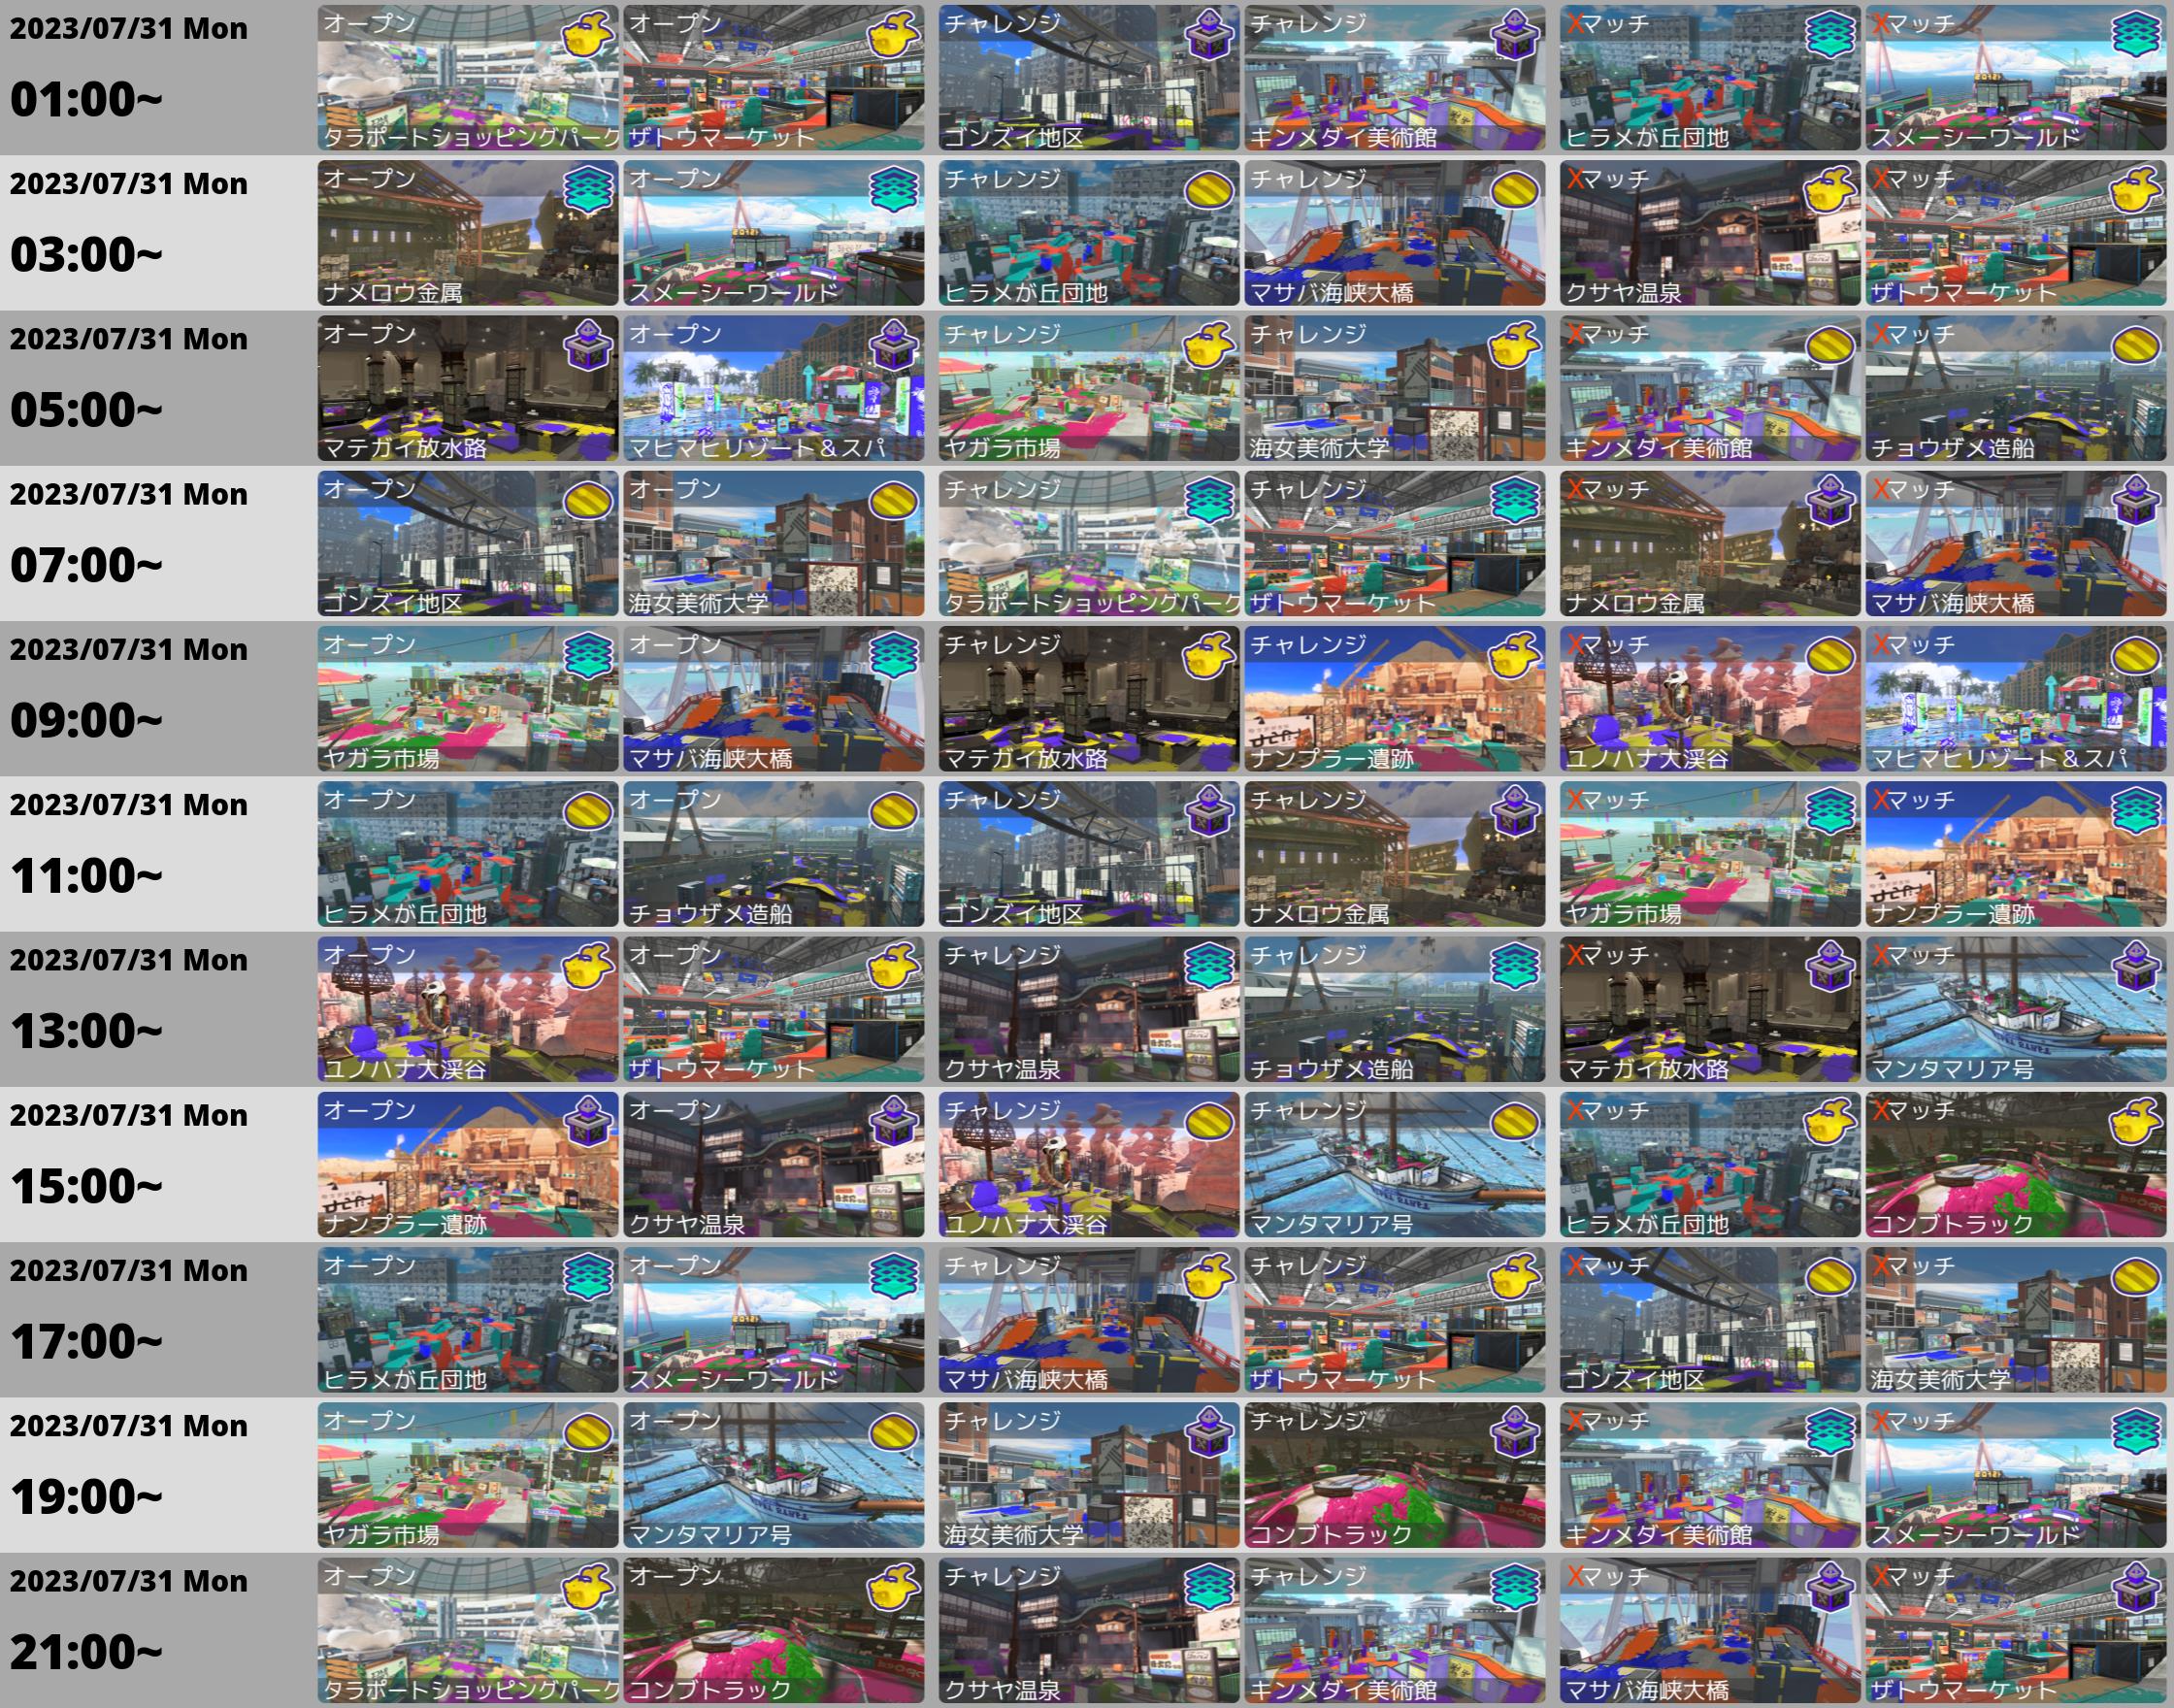 2023/07/31 Mon
01:00~
オープン オープン チャレンジ チャレンジ Xマッチ Xマッチ
タラポートショッピングパーク ザトウマーケット ゴンズイ地区 キンメダイ美術館 ヒラメが丘団地 スメーシーワールド
2023/07/31 Mon
03:00~
オープン オープン チャレンジ チャレンジ Xマッチ Xマッチ
ナメロウ金属 スメーシーワールド ヒラメが丘団地 マサバ海峡大橋 クサヤ温泉 ザトウマーケット
2023/07/31 Mon
05:00~
オープン オープン チャレンジ チャレンジ Xマッチ Xマッチ
マテガイ放水路 マヒマヒリゾート＆スパ ヤガラ市場 海女美術大学 キンメダイ美術館 チョウザメ造船
2023/07/31 Mon
07:00~
オープン オープン チャレンジ チャレンジ Xマッチ Xマッチ
ゴンズイ地区 海女美術大学 タラポートショッピングパーク ザトウマーケット ナメロウ金属 マサバ海峡大橋
2023/07/31 Mon
09:00~
オープン オープン チャレンジ チャレンジ Xマッチ Xマッチ
ヤガラ市場 マサバ海峡大橋 マテガイ放水路 ナンプラー遺跡 ユノハナ大渓谷 マヒマヒリゾート＆スパ
2023/07/31 Mon
11:00~
オープン オープン チャレンジ チャレンジ Xマッチ Xマッチ
ヒラメが丘団地 チョウザメ造船 ゴンズイ地区 ナメロウ金属 ヤガラ市場 ナンプラー遺跡
2023/07/31 Mon
13:00~
オープン オープン チャレンジ チャレンジ Xマッチ Xマッチ
ユノハナ大渓谷 ザトウマーケット クサヤ温泉 チョウザメ造船 マテガイ放水路 マンタマリア号
2023/07/31 Mon
15:00~
オープン オープン チャレンジ チャレンジ Xマッチ Xマッチ
ナンプラー遺跡 クサヤ温泉 ユノハナ大渓谷 マンタマリア号 ヒラメが丘団地 コンブトラック
2023/07/31 Mon
17:00~
オープン オープン チャレンジ チャレンジ Xマッチ Xマッチ
ヒラメが丘団地 スメーシーワールド マサバ海峡大橋 ザトウマーケット ゴンズイ地区 海女美術大学
2023/07/31 Mon
19:00~
オープン オープン チャレンジ チャレンジ Xマッチ Xマッチ
ヤガラ市場 マンタマリア号 海女美術大学 コンブトラック キンメダイ美術館 スメーシーワールド
2023/07/31 Mon
21:00~
オープン オープン チャレンジ チャレンジ Xマッチ Xマッチ
タラポートショッピングパーク コンブトラック クサヤ温泉 キンメダイ美術館 マサバ海峡大橋 ザトウマーケット